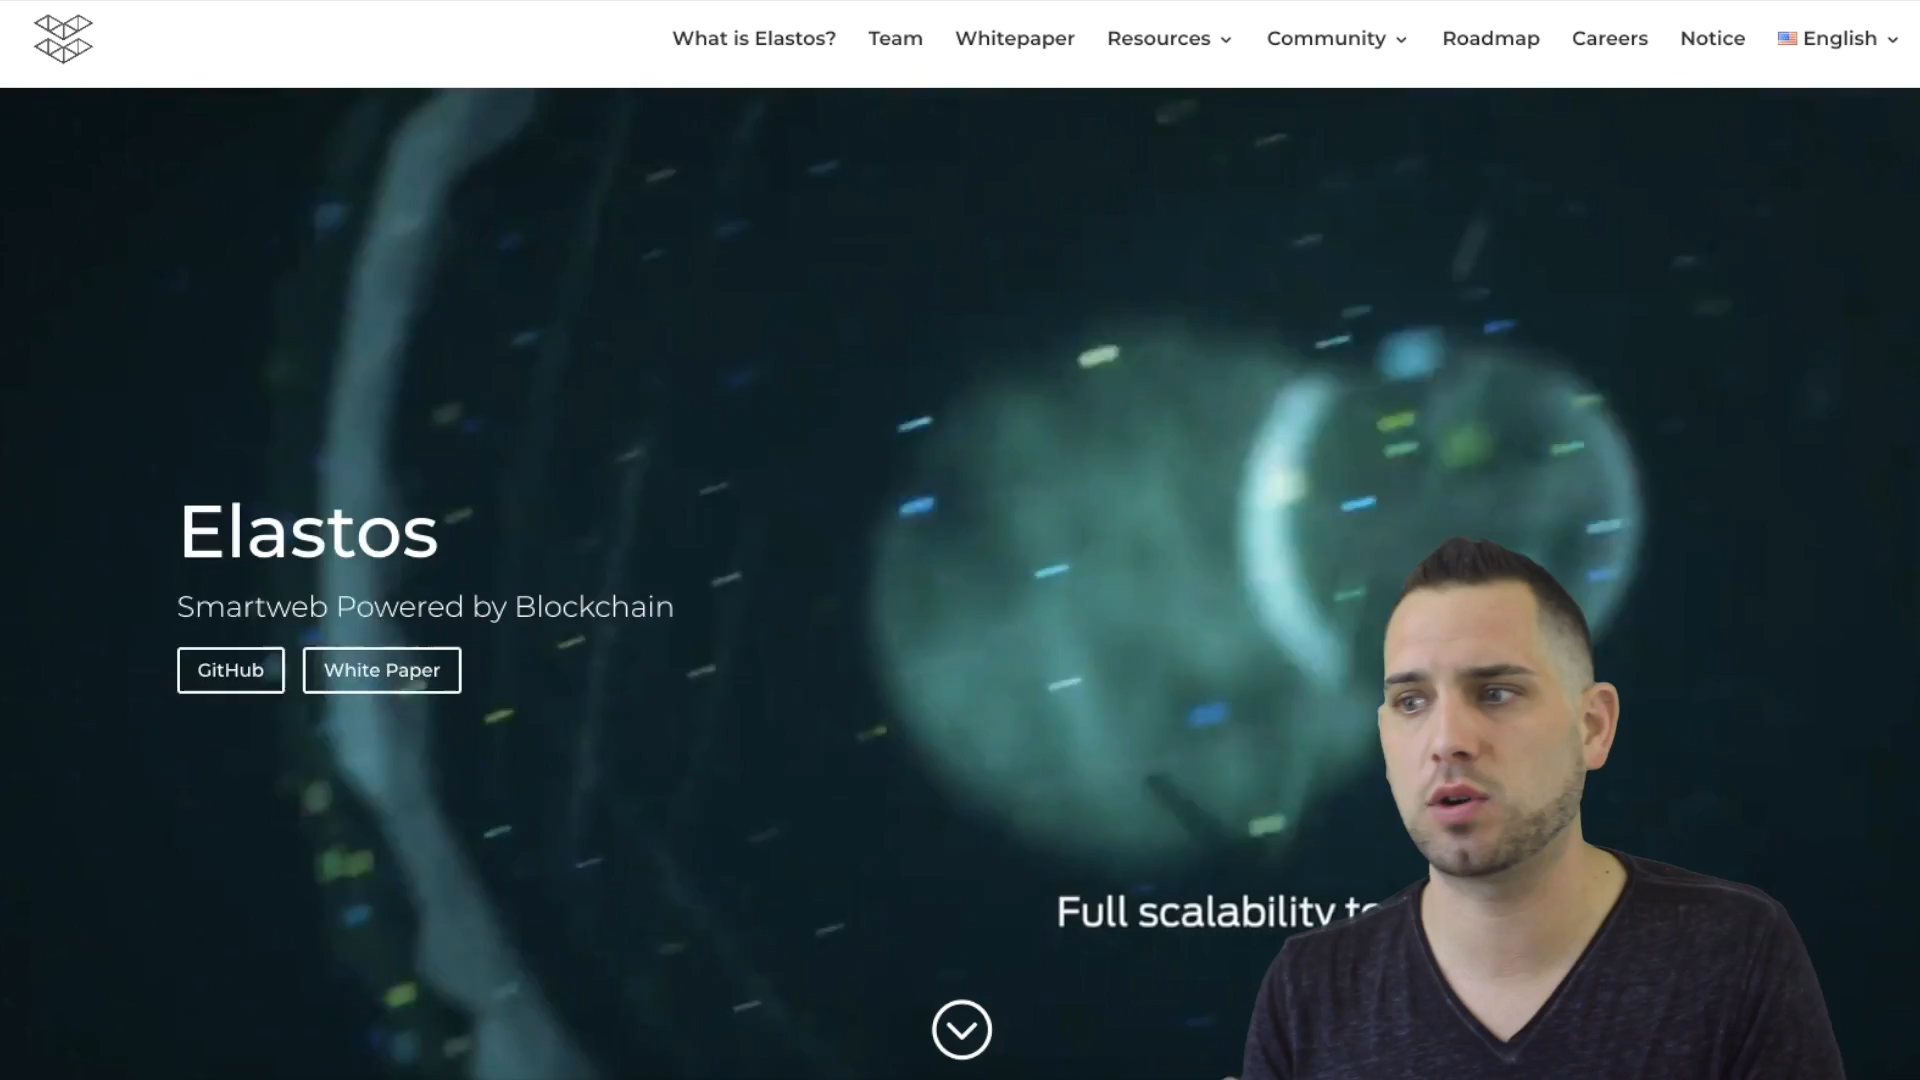 What is Elastos? Team Whitepaper Resources Community Roadmap Careers Notice English
Elastos
Smartweb Powered by Blockchain
GitHub White Paper
Full scalability